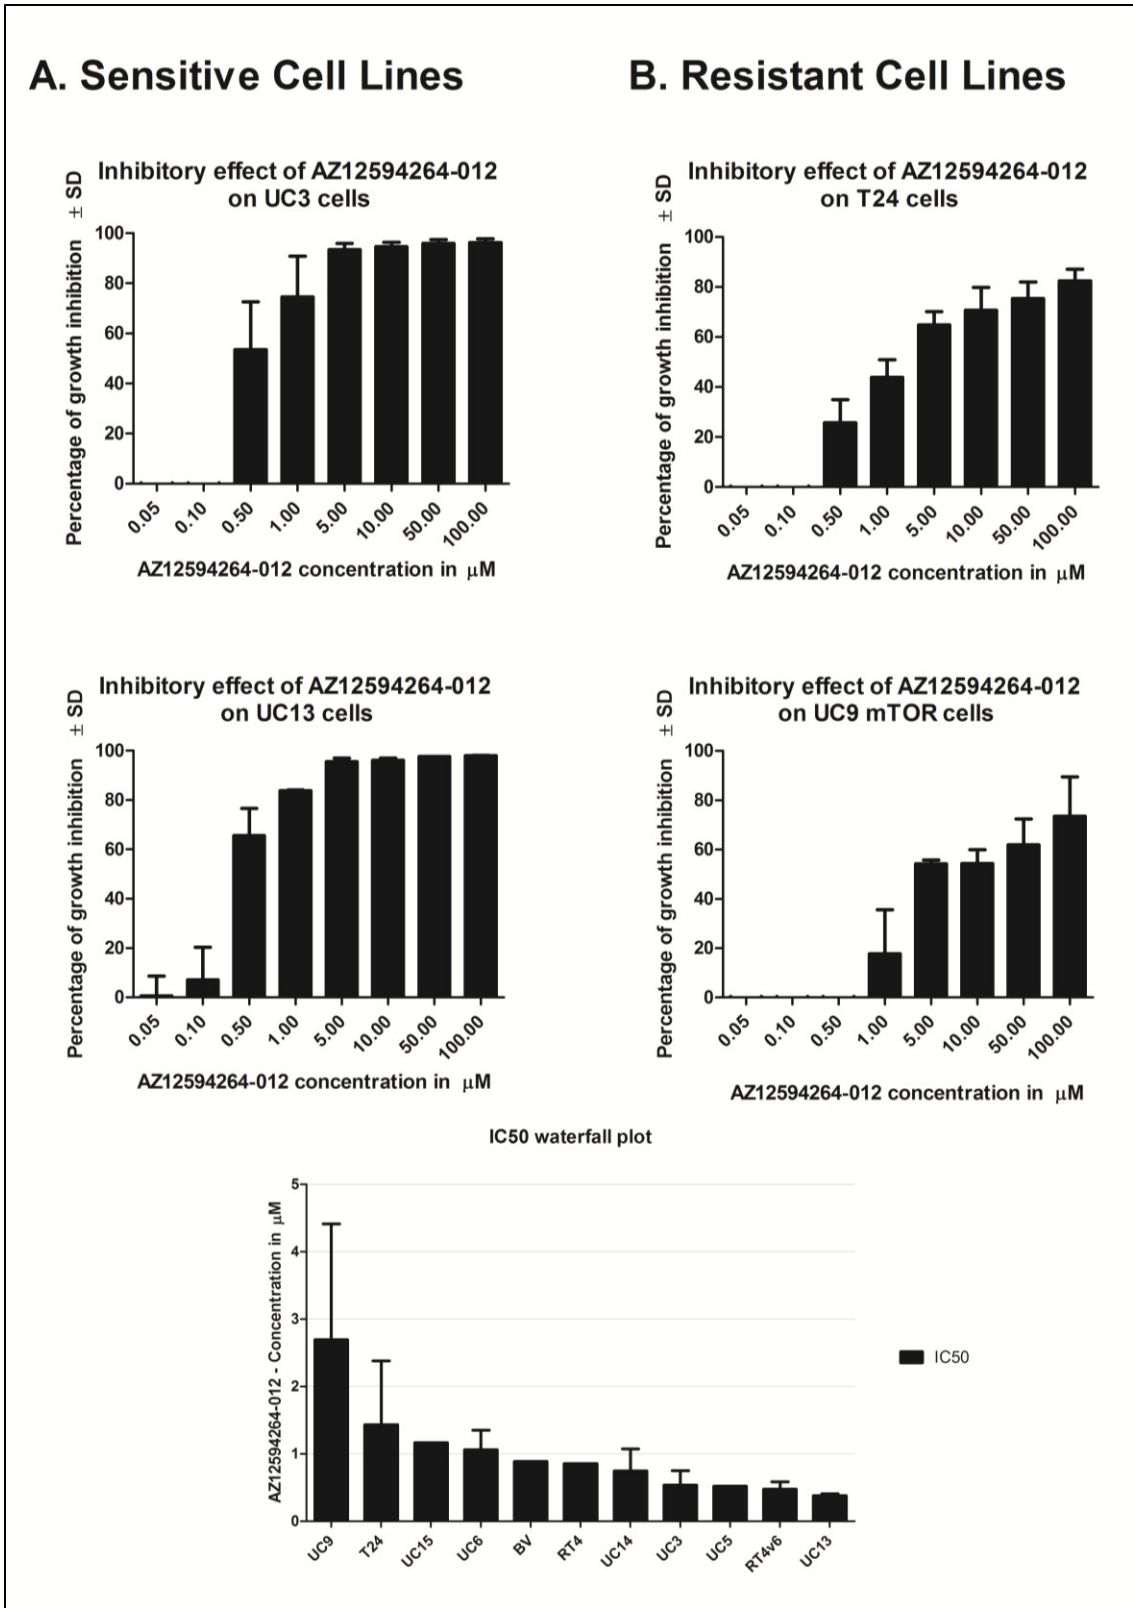 A. Sensitive Cell Lines
B. Resistant Cell Lines
Inhibitory effect of AZ12594264-012
on UC3 cells
Percentage of growth inhibition ± SD
100
80
60
40
20
0
0.05
0.10
0.50
1.00
5.00
10.00
50.00
100.00
AZ12594264-012 concentration in μM
Inhibitory effect of AZ12594264-012
on T24 cells
Percentage of growth inhibition ± SD
100
80
60
40
20
0
0.05
0.10
0.50
1.00
5.00
10.00
50.00
100.00
AZ12594264-012 concentration in μM
Inhibitory effect of AZ12594264-012
on UC13 cells
Percentage of growth inhibition ± SD
100
80
60
40
20
0
0.05
0.10
0.50
1.00
5.00
10.00
50.00
100.00
AZ12594264-012 concentration in μM
Inhibitory effect of AZ12594264-012
on UC9 mTOR cells
Percentage of growth inhibition ± SD
100
80
60
40
20
0
0.05
0.10
0.50
1.00
5.00
10.00
50.00
100.00
AZ12594264-012 concentration in μM
IC50 waterfall plot
AZ12594264-012 - Concentration in μM
5
4
3
2
1
0
UC9
T24
UC15
UC6
BV
RT4
UC14
UC3
UC5
RT4v6
UC13
IC50